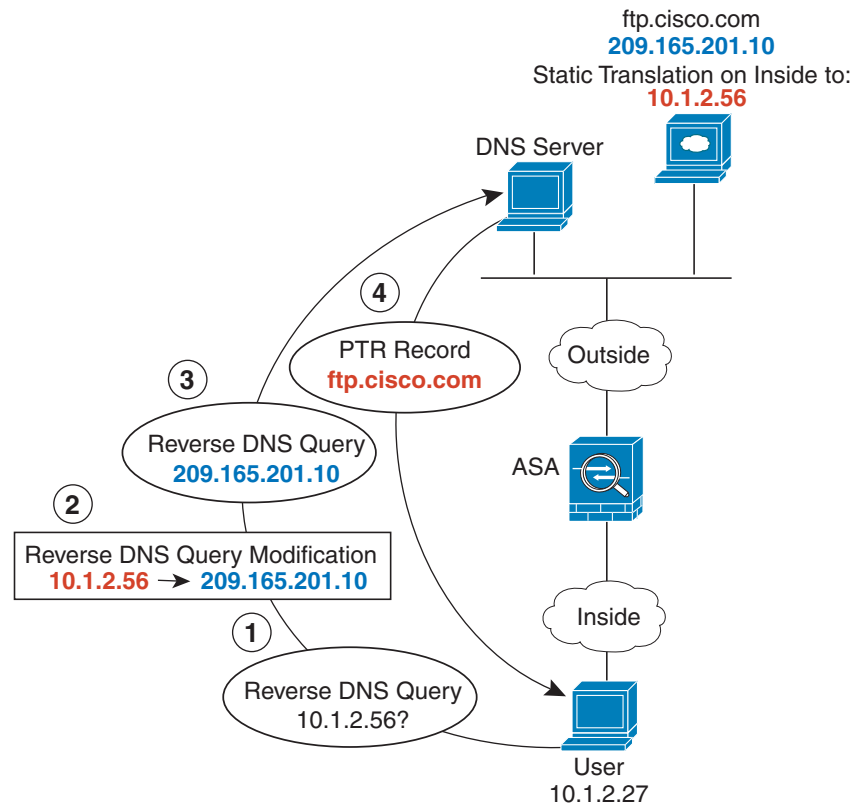 ftp.cisco.com
209.165.201.10
Static Translation on Inside to:
10.1.2.56
DNS Server
4
PTR Record
ftp.cisco.com
Outside
3
Reverse DNS Query
209.165.201.10
ASA
2
Reverse DNS Query Modification
10.1.2.56 → 209.165.201.10
1
Inside
Reverse DNS Query
10.1.2.56?
User
10.1.2.27